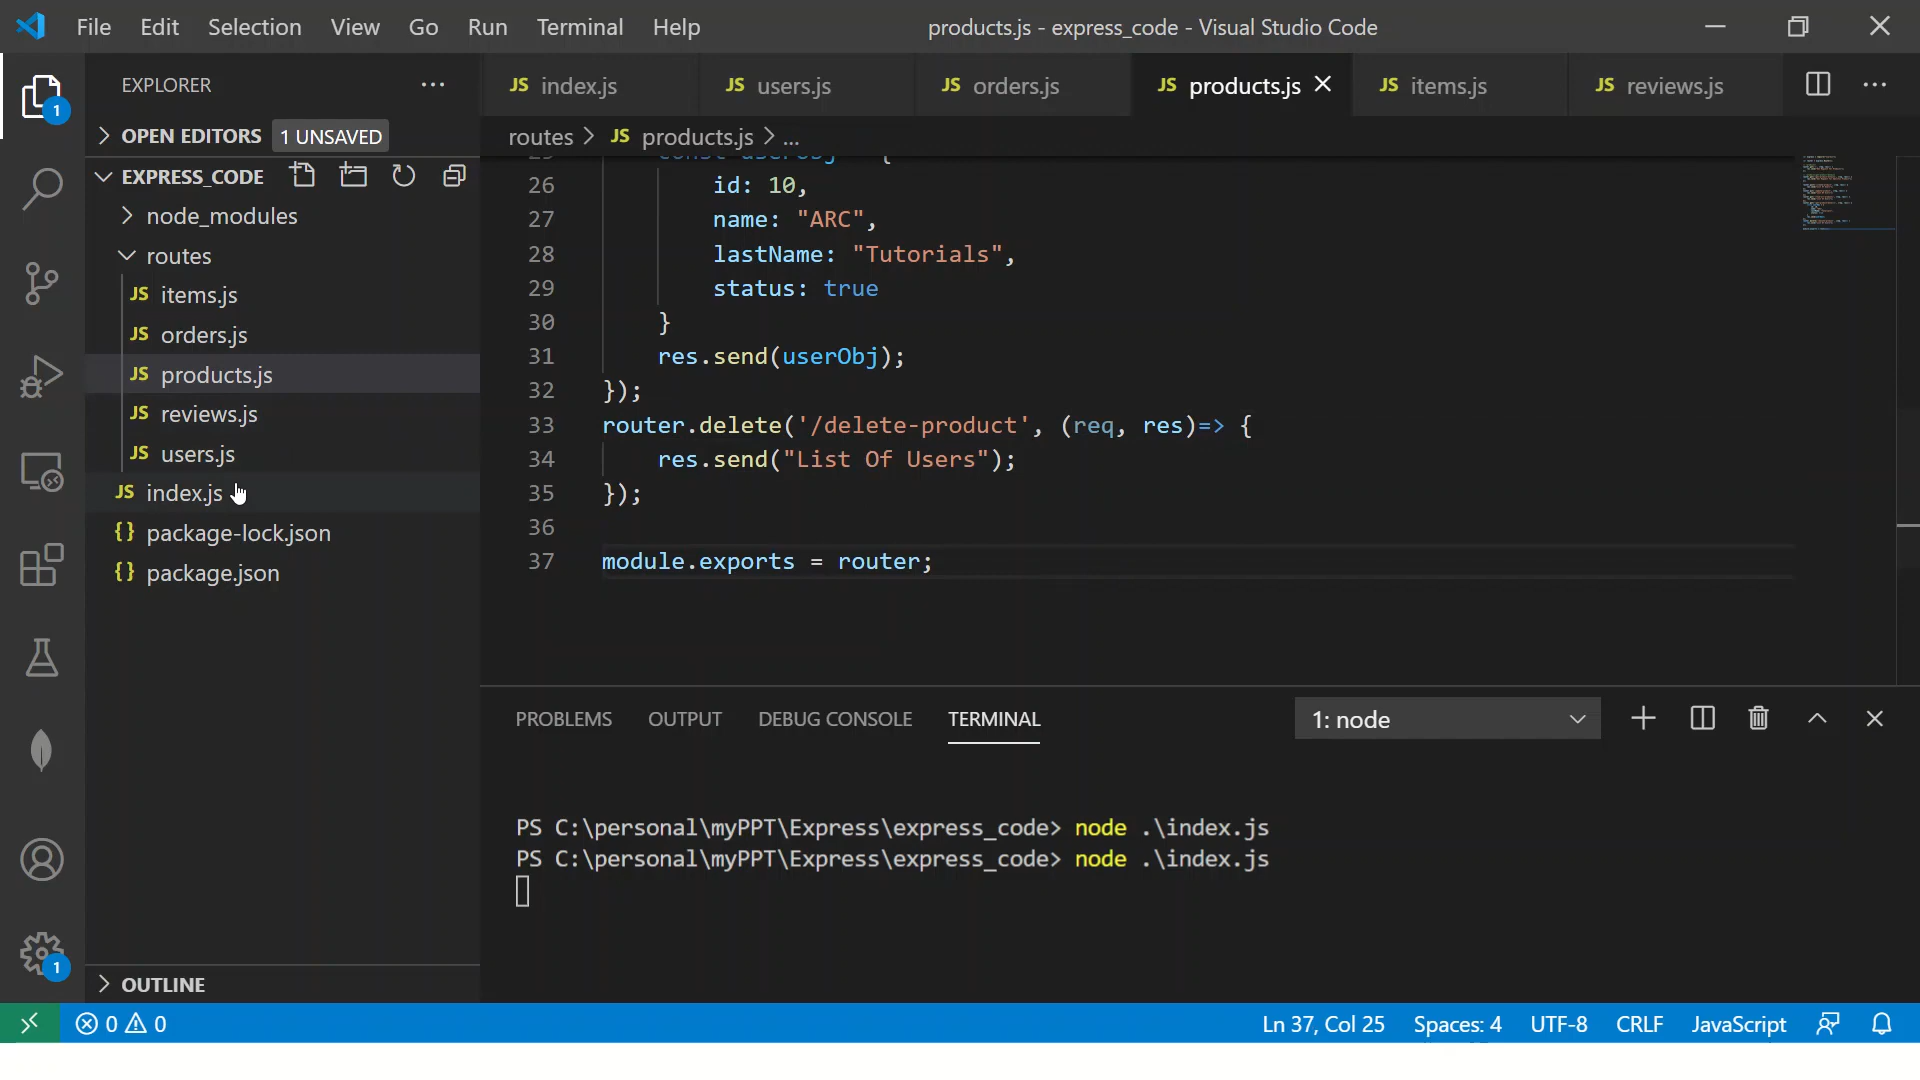 File Edit Selection View Go Run Terminal Help
products.js - express_code - Visual Studio Code
EXPLORER
1
OPEN EDITORS 1 UNSAVED
EXPRESS_CODE
node_modules
routes
JS items.js
JS orders.js
JS products.js
JS reviews.js
JS users.js
JS index.js
{} package-lock.json
{} package.json
1
OUTLINE
JS index.js JS users.js JS orders.js JS products.js JS items.js JS reviews.js
routes > JS products.js > ...
25 const userObj = {
26 id: 10,
27 name: "ARC",
28 lastName: "Tutorials",
29 status: true
30 }
31 res.send(userObj);
32 });
33 router.delete('/delete-product', (req, res)=> {
34 res.send("List Of Users");
35 });
36
37 module.exports = router;
PROBLEMS OUTPUT DEBUG CONSOLE TERMINAL 1: node
PS C:\personal\myPPT\Express\express_code> node .\index.js
PS C:\personal\myPPT\Express\express_code> node .\index.js
0 0 Ln 37, Col 25 Spaces: 4 UTF-8 CRLF JavaScript